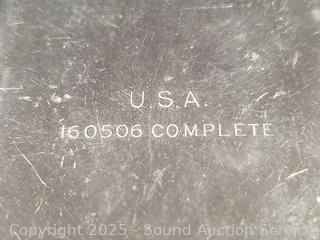 U.S.A.
160506 COMPLETE
Copyright 2025 - Sound Auction Service